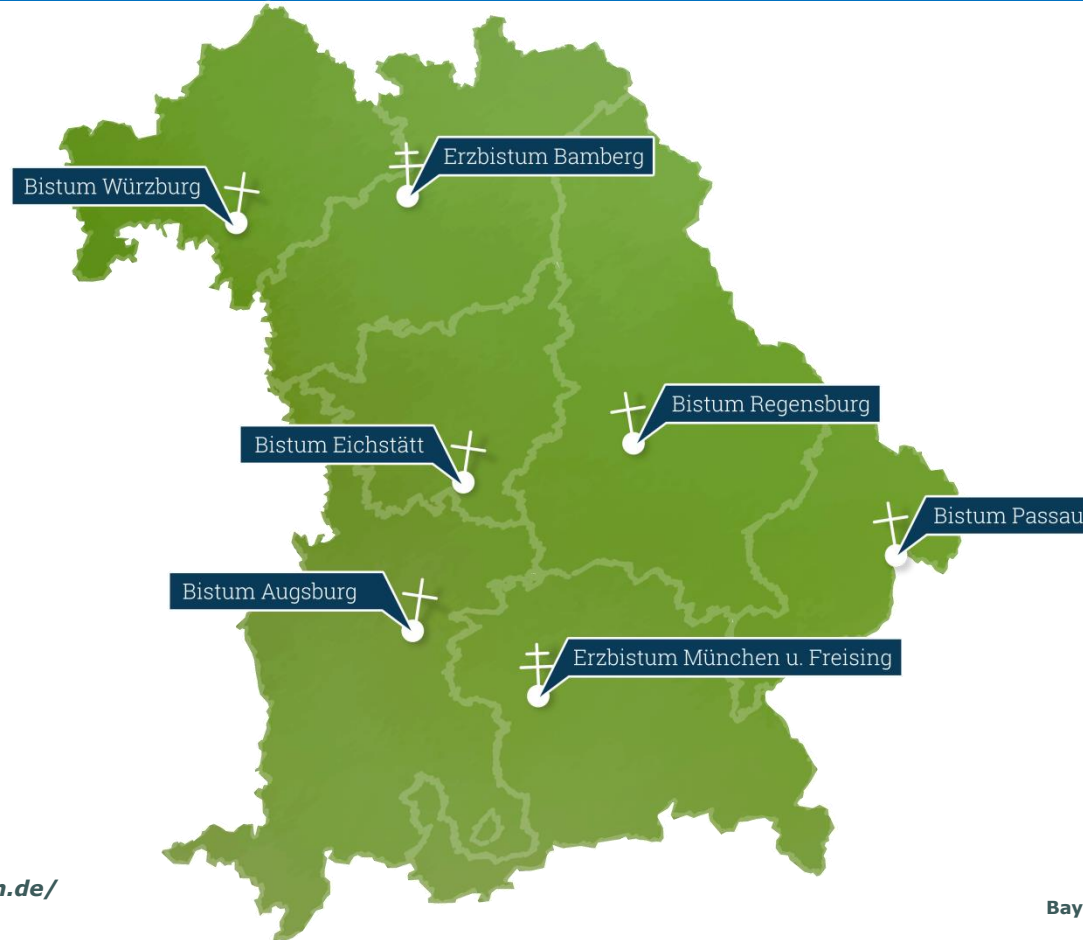 Erzbistum Bamberg
Bistum Würzburg
Bistum Regensburg
Bistum Eichstätt
Bistum Passau
Bistum Augsburg
Erzbistum München u. Freising
n.de/
Bay